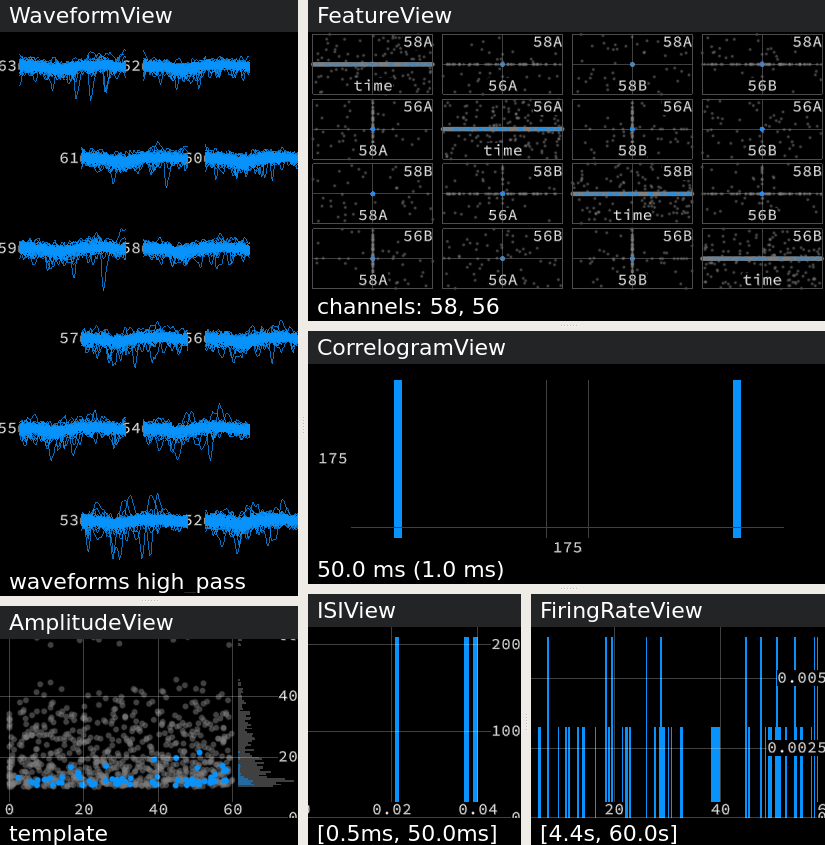 WaveformView
63 62
61 60
59 58
57 56
55 54
53 52
waveforms high_pass
FeatureView
58A 58A 58A 58A
time 56A 58B 56B
56A 56A 56A 56A
58A time 58B 56B
58B 58B 58B 58B
58A 56A time 56B
56B 56B 56B 56B
58A 56A 58B time
channels: 58, 56
CorrelogramView
175
175
50.0 ms (1.0 ms)
AmplitudeView
40
20
0 20 40 60
template
ISIView
200
100
0.02 0.04 0
[0.5ms, 50.0ms]
FiringRateView
0.005
0.0025
20 40
[4.4s, 60.0s]